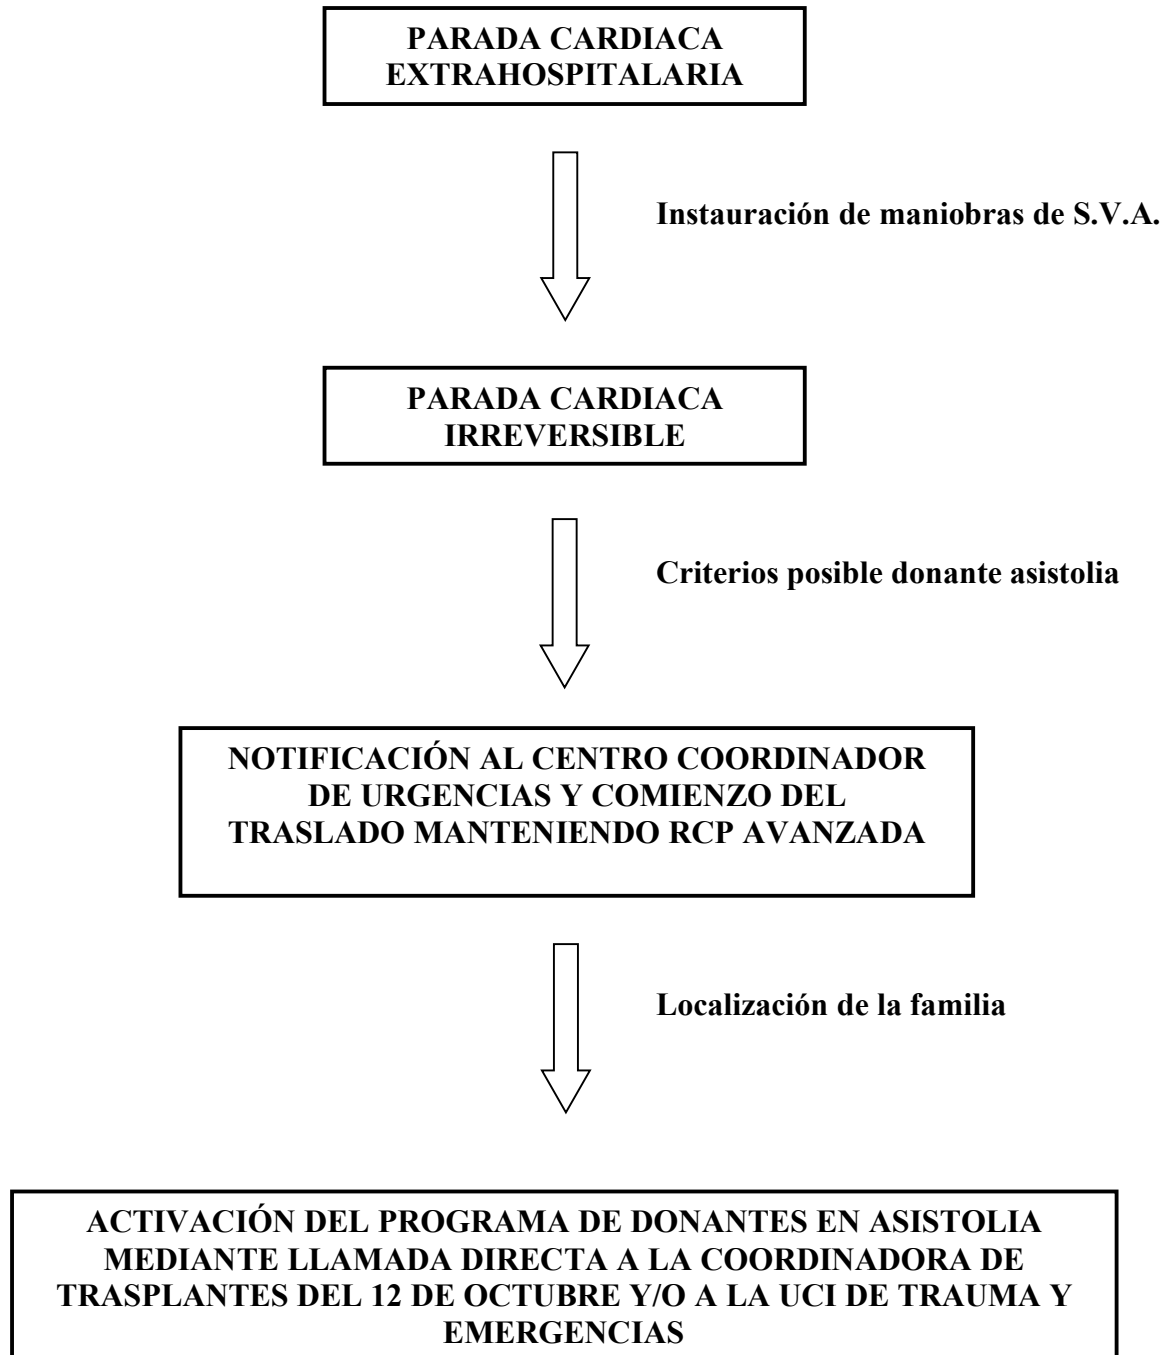 PARADA CARDIACA
EXTRAHOSPITALARIA
Instauración de maniobras de S.V.A.
PARADA CARDIACA
IRREVERSIBLE
Criterios posible donante asistolia
NOTIFICACIÓN AL CENTRO COORDINADOR
DE URGENCIAS Y COMIENZO DEL
TRASLADO MANTENIENDO RCP AVANZADA
Localización de la familia
ACTIVACIÓN DEL PROGRAMA DE DONANTES EN ASISTOLIA
MEDIANTE LLAMADA DIRECTA A LA COORDINADORA DE
TRASPLANTES DEL 12 DE OCTUBRE Y/O A LA UCI DE TRAUMA Y
EMERGENCIAS